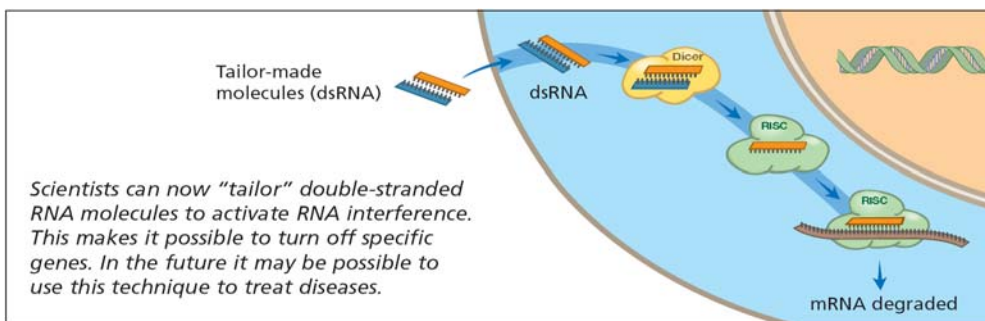 Tailor-made
molecules (dsRNA)
dsRNA
Dicer
RISC
RISC
mRNA degraded
Scientists can now “tailor” double-stranded
RNA molecules to activate RNA interference.
This makes it possible to turn off specific
genes. In the future it may be possible to
use this technique to treat diseases.